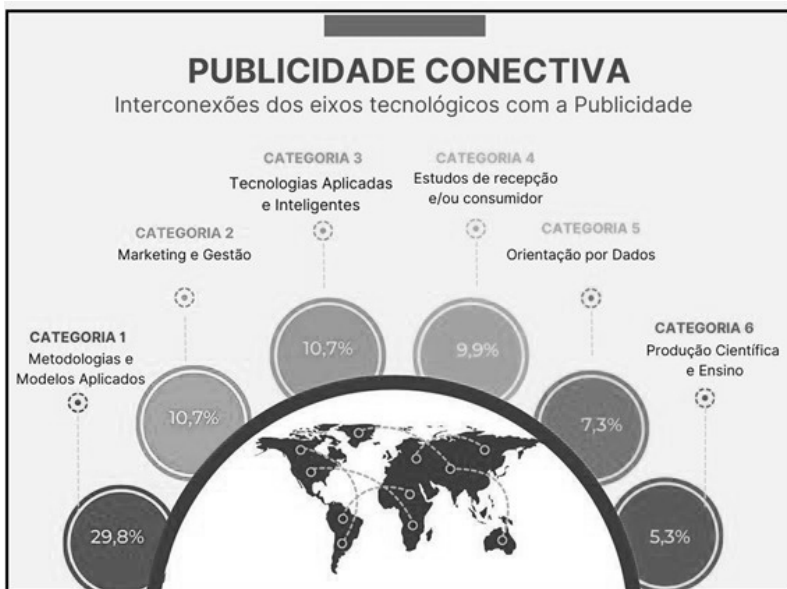 PUBLICIDADE CONECTIVA
Interconexões dos eixos tecnológicos com a Publicidade
CATEGORIA 1
Metodologias e
Modelos Aplicados
29,8%
CATEGORIA 2
Marketing e Gestão
10,7%
CATEGORIA 3
Tecnologias Aplicadas
e Inteligentes
10,7%
CATEGORIA 4
Estudos de recepção
e/ou consumidor
9,9%
CATEGORIA 5
Orientação por Dados
7,3%
CATEGORIA 6
Produção Científica
e Ensino
5,3%